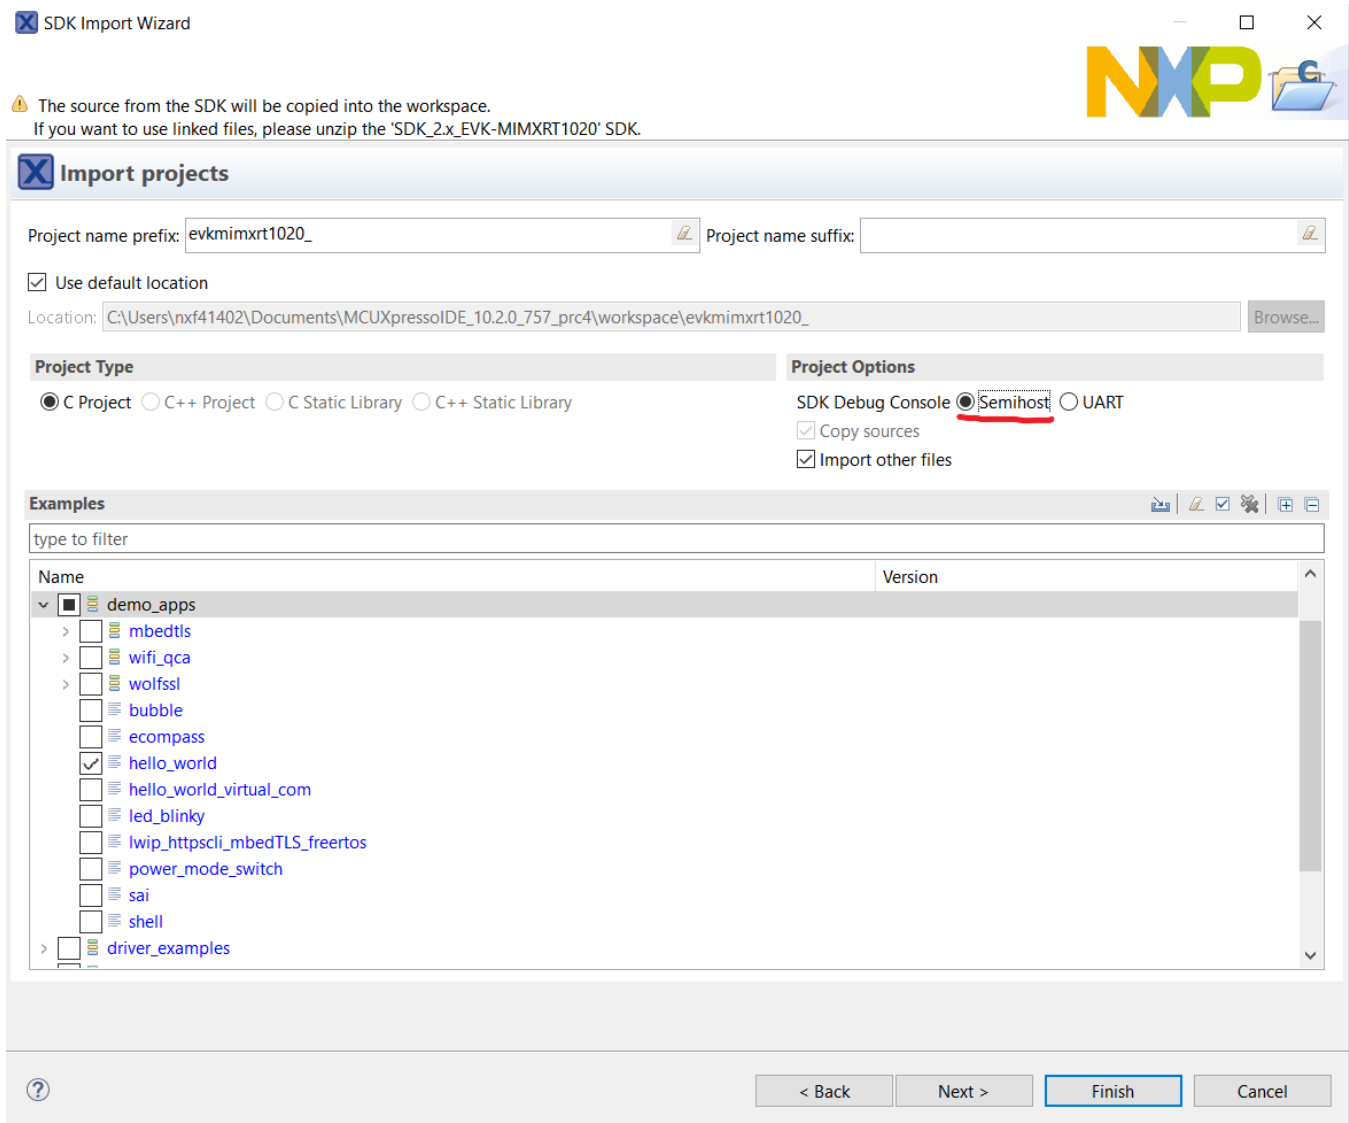 SDK Import Wizard
NXP
C
The source from the SDK will be copied into the workspace.
If you want to use linked files, please unzip the 'SDK_2.x_EVK-MIMXRT1020' SDK.
X Import projects
Project name prefix: evkmimxrt1020_ Project name suffix:
Use default location
Location: C:\Users\nxf41402\Documents\MCUXpressoIDE_10.2.0_757_prc4\workspace\evkmimxrt1020_ Browse...
Project Type Project Options
C Project C++ Project C Static Library C++ Static Library SDK Debug Console Semihost UART
Copy sources
Import other files
Examples
type to filter
Name Version
demo_apps
mbedtls
wifi_qca
wolfssl
bubble
ecompass
hello_world
hello_world_virtual_com
led_blinky
lwip_httpscli_mbedTLS_freertos
power_mode_switch
sai
shell
driver_examples
? < Back Next > Finish Cancel